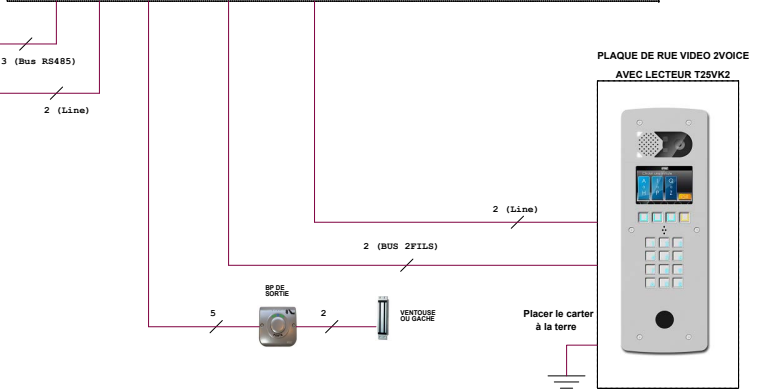 3 (Bus RS485)
2 (Line)
PLAQUE DE RUE VIDEO 2VOICE
AVEC LECTEUR T25VK2
2 (Line)
2 (BUS 2FILS)
BP DE
SORTIE
5
2
VENTOUSE
OU GACHE
Placer le carter
à la terre